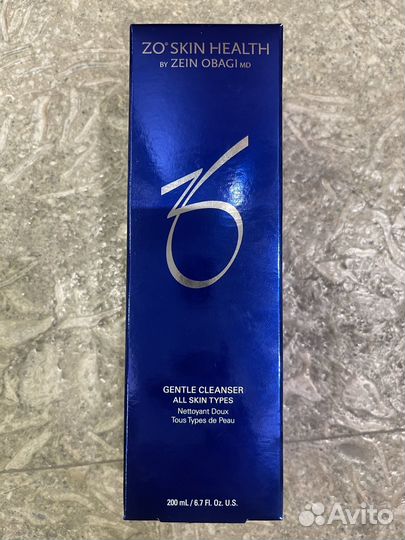 ZO® SKIN HEALTH
BY ZEIN OBAGI MD
GENTLE CLEANSER
ALL SKIN TYPES
Nettoyant Doux
Tous Types de Peau
200 mL / 6.7 Fl. Oz. U.S.
Avito